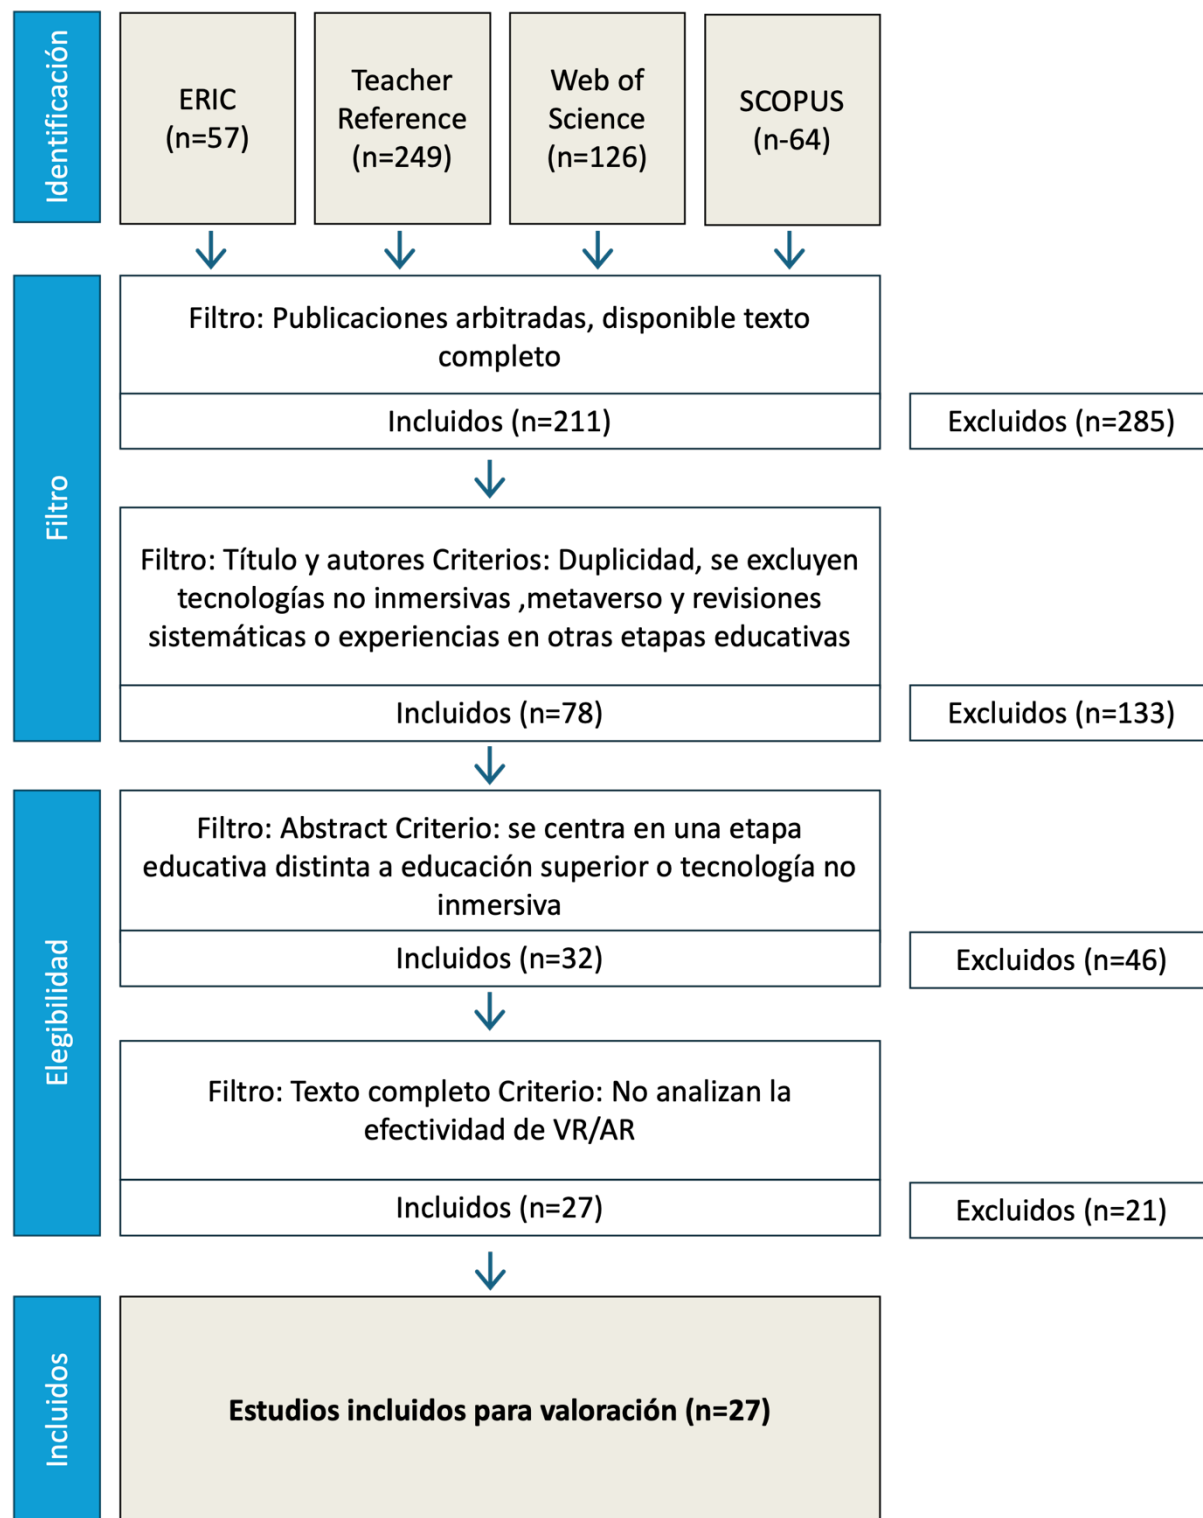 Identificación
ERIC
(n=57)
Teacher
Reference
(n=249)
Web of
Science
(n=126)
SCOPUS
(n-64)
Filtro
Filtro: Publicaciones arbitradas, disponible texto
completo
Incluidos (n=211)
Excluidos (n=285)
Filtro: Título y autores Criterios: Duplicidad, se excluyen
tecnologías no inmersivas ,metaverso y revisiones
sistemáticas o experiencias en otras etapas educativas
Incluidos (n=78)
Excluidos (n=133)
Elegibilidad
Filtro: Abstract Criterio: se centra en una etapa
educativa distinta a educación superior o tecnología no
inmersiva
Incluidos (n=32)
Excluidos (n=46)
Filtro: Texto completo Criterio: No analizan la
efectividad de VR/AR
Incluidos (n=27)
Excluidos (n=21)
Incluidos
Estudios incluidos para valoración (n=27)